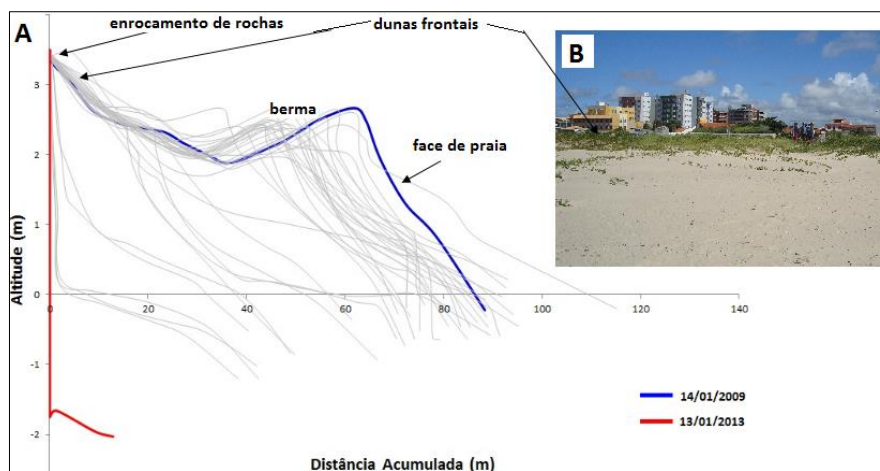 A
enrocamento de rochas
dunas frontais
B
berma
face de praia
Altitude (m)
3
2
1
0
-1
-2
0
20
40
60
80
100
120
140
14/01/2009
13/01/2013
Distância Acumulada (m)